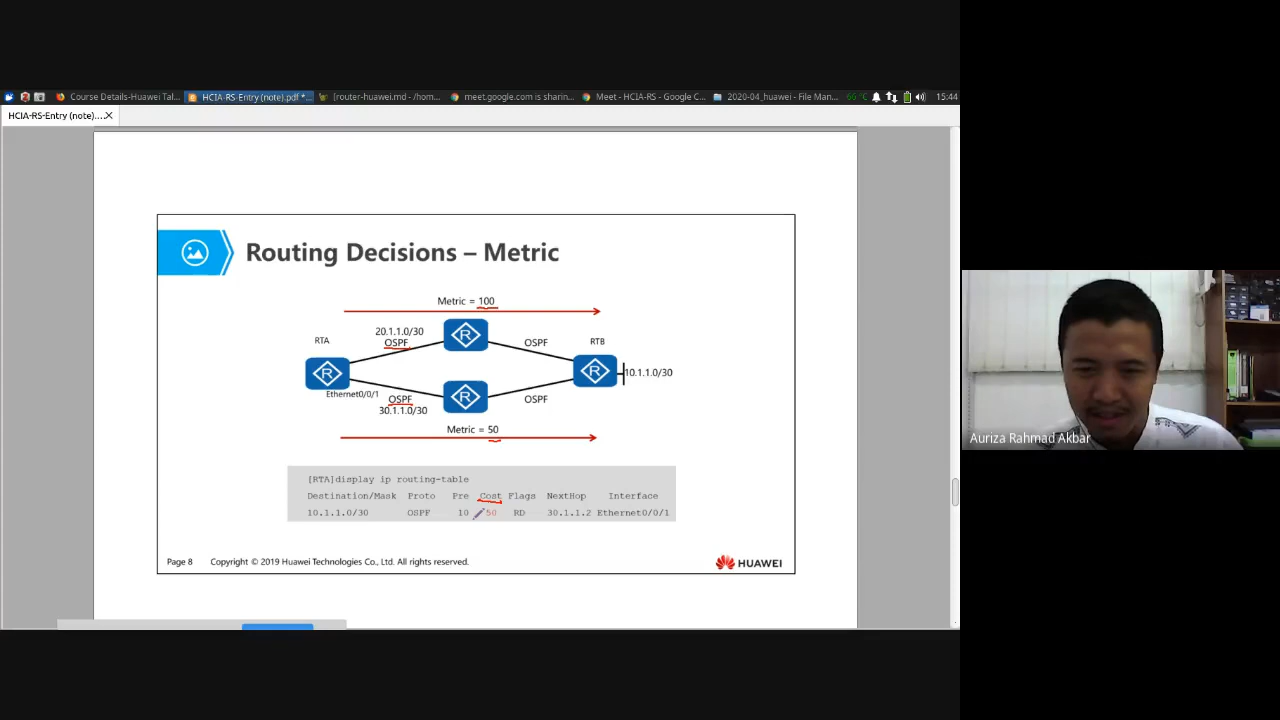 Course Details-Huawei Tal... HCIA-RS-Entry (note).pdf *... [router-huawei.md - /hom... meet.google.com is sharin... Meet - HCIA-RS - Google C... 2020-04_huawei - File Man... 66 °C 15:44
HCIA-RS-Entry (note)....
Routing Decisions – Metric
Metric = 100
20.1.1.0/30
RTA
OSPF
OSPF
RTB
R
R
R
10.1.1.0/30
Ethernet0/0/1
R
OSPF
OSPF
30.1.1.0/30
Metric = 50
[RTA]display ip routing-table
Destination/Mask Proto Pre Cost Flags NextHop Interface
10.1.1.0/30 OSPF 10 50 RD 30.1.1.2 Ethernet0/0/1
Page 8 Copyright © 2019 Huawei Technologies Co., Ltd. All rights reserved.
HUAWEI
Auriza Rahmad Akbar